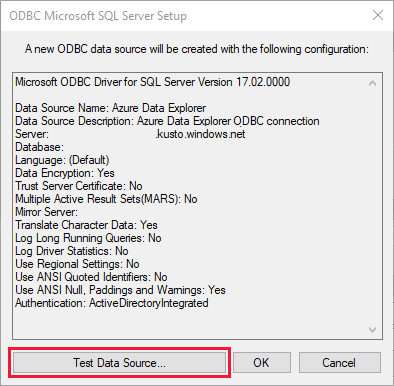 ODBC Microsoft SQL Server Setup
A new ODBC data source will be created with the following configuration:
Microsoft ODBC Driver for SQL Server Version 17.02.0000
Data Source Name: Azure Data Explorer
Data Source Description: Azure Data Explorer ODBC connection
Server: .kusto.windows.net
Database:
Language: (Default)
Data Encryption: Yes
Trust Server Certificate: No
Multiple Active Result Sets(MARS): No
Mirror Server:
Translate Character Data: Yes
Log Long Running Queries: No
Log Driver Statistics: No
Use Regional Settings: No
Use ANSI Quoted Identifiers: No
Use ANSI Null, Paddings and Warnings: Yes
Authentication: ActiveDirectoryIntegrated
Test Data Source... OK Cancel